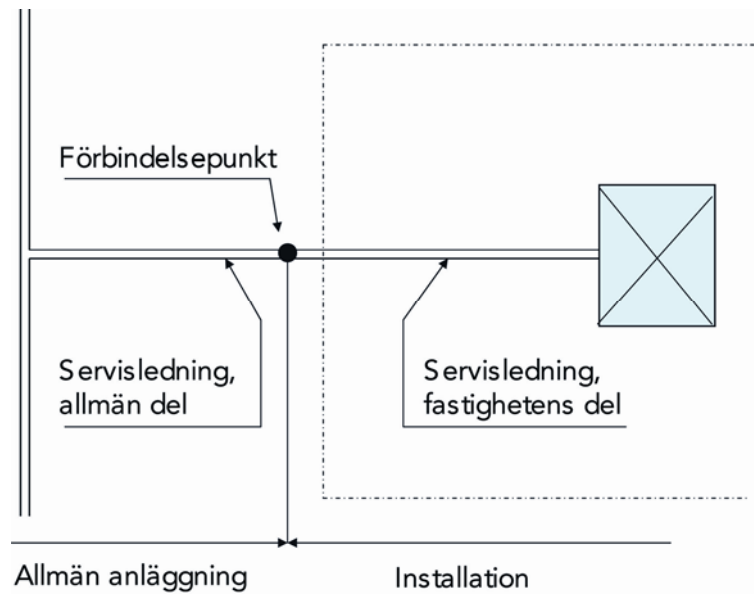 Förbindelsepunkt
Servisledning,
allmän del
Servisledning,
fastighetens del
Allmän anläggning
Installation